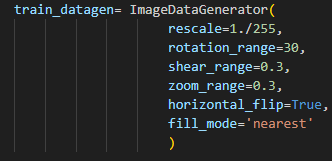 train_datagen= ImageDataGenerator(
rescale=1./255,
rotation_range=30,
shear_range=0.3,
zoom_range=0.3,
horizontal_flip=True,
fill_mode='nearest'
)